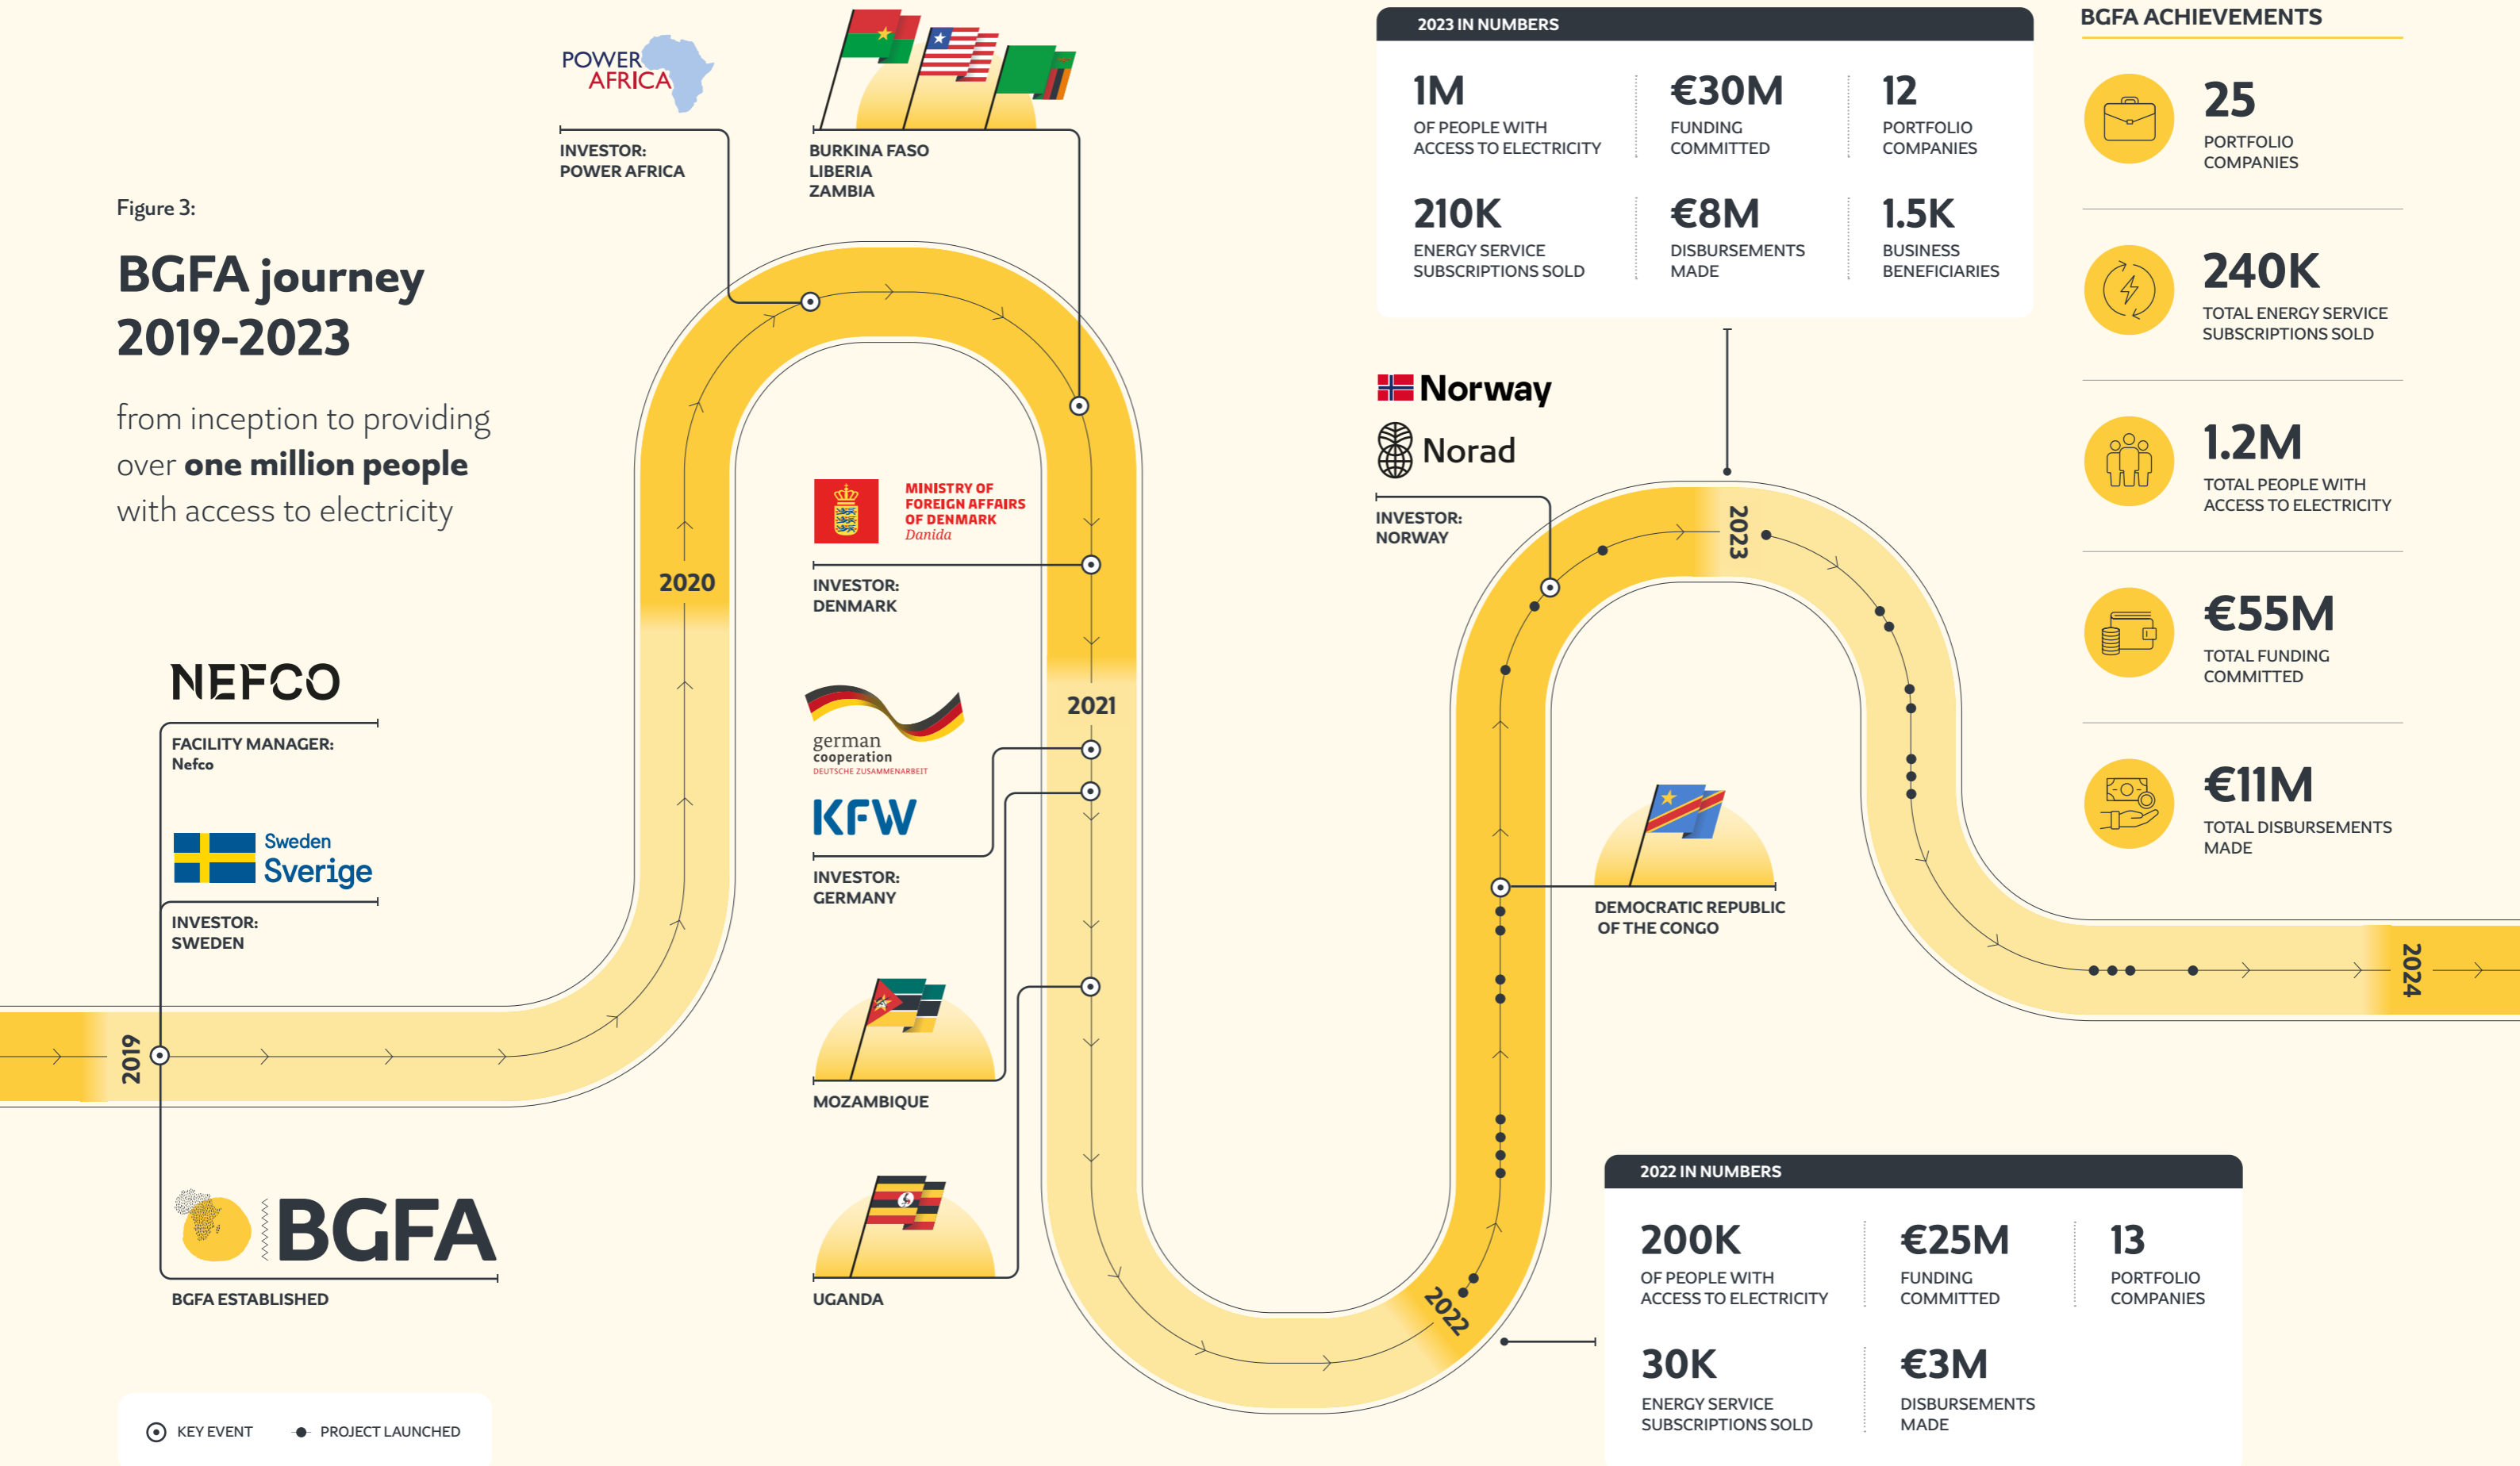 Figure 3:
BGFA journey
2019-2023
from inception to providing
over one million people
with access to electricity
NEFCO
FACILITY MANAGER:
Nefco
Sweden
Sverige
INVESTOR:
SWEDEN
2019
BGFA
BGFA ESTABLISHED
KEY EVENT
PROJECT LAUNCHED
POWER
AFRICA
INVESTOR:
POWER AFRICA
2020
BURKINA FASO
LIBERIA
ZAMBIA
MINISTRY OF
FOREIGN AFFAIRS
OF DENMARK
Danida
INVESTOR:
DENMARK
2021
german
cooperation
DEUTSCHE ZUSAMMENARBEIT
KFW
INVESTOR:
GERMANY
MOZAMBIQUE
UGANDA
2022
2022 IN NUMBERS
200K
OF PEOPLE WITH
ACCESS TO ELECTRICITY
€25M
FUNDING
COMMITTED
13
PORTFOLIO
COMPANIES
30K
ENERGY SERVICE
SUBSCRIPTIONS SOLD
€3M
DISBURSEMENTS
MADE
DEMOCRATIC REPUBLIC
OF THE CONGO
Norway
Norad
INVESTOR:
NORWAY
2023
2023 IN NUMBERS
1M
OF PEOPLE WITH
ACCESS TO ELECTRICITY
€30M
FUNDING
COMMITTED
12
PORTFOLIO
COMPANIES
210K
ENERGY SERVICE
SUBSCRIPTIONS SOLD
€8M
DISBURSEMENTS
MADE
1.5K
BUSINESS
BENEFICIARIES
2024
BGFA ACHIEVEMENTS
25
PORTFOLIO
COMPANIES
240K
TOTAL ENERGY SERVICE
SUBSCRIPTIONS SOLD
1.2M
TOTAL PEOPLE WITH
ACCESS TO ELECTRICITY
€55M
TOTAL FUNDING
COMMITTED
€11M
TOTAL DISBURSEMENTS
MADE